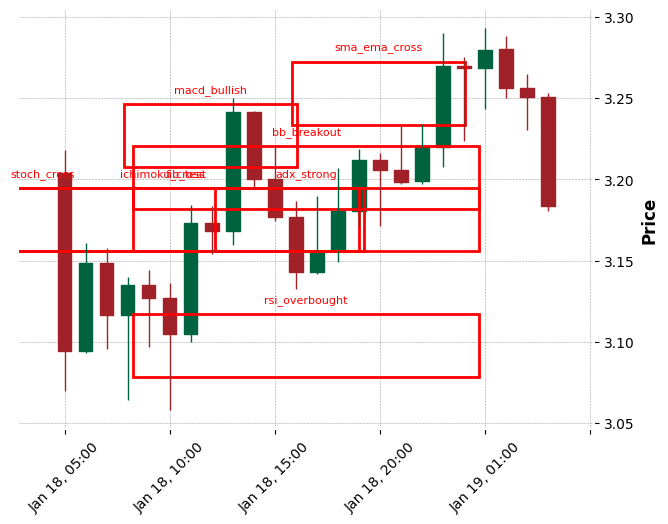 3.30
sma_ema_cross
3.25
macd_bullish
bb_breakout
3.20
stoch_cross
adx_strong
3.15
rsi_overbought
3.10
3.05
Price
Jan 18, 05:00
Jan 18, 10:00
Jan 18, 15:00
Jan 18, 20:00
Jan 19, 01:00